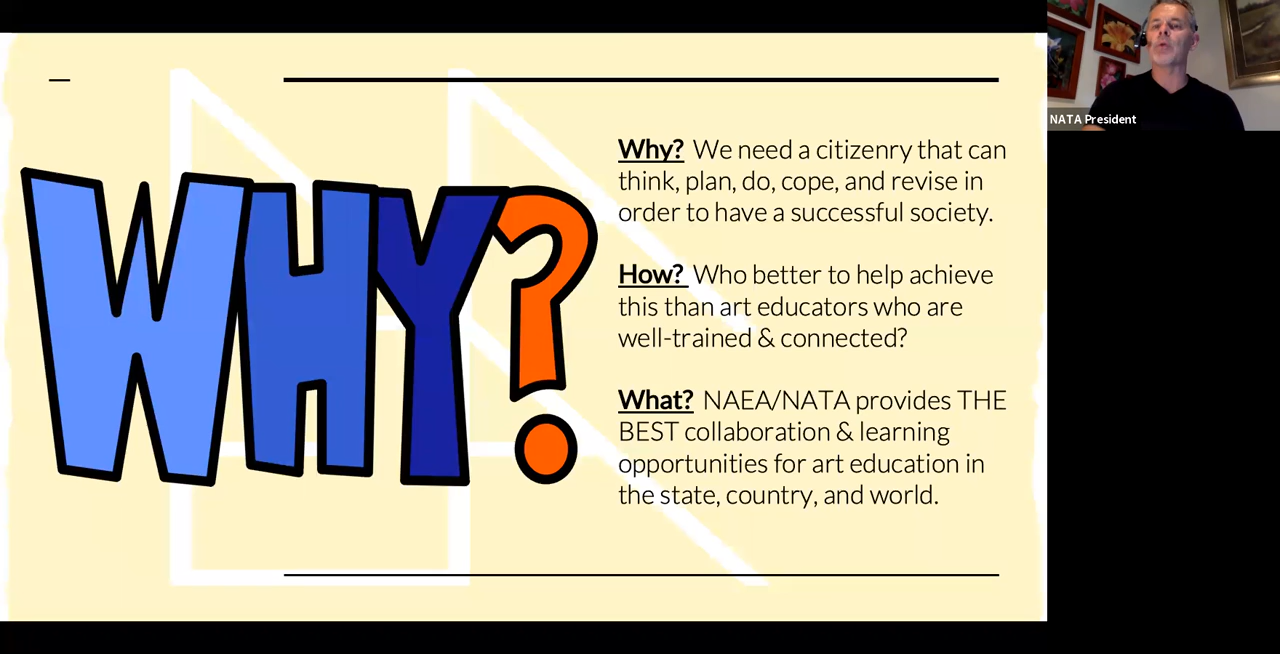 WHY?
Why? We need a citizenry that can
think, plan, do, cope, and revise in
order to have a successful society.
How? Who better to help achieve
this than art educators who are
well-trained & connected?
What? NAEA/NATA provides THE
BEST collaboration & learning
opportunities for art education in
the state, country, and world.
NATA President